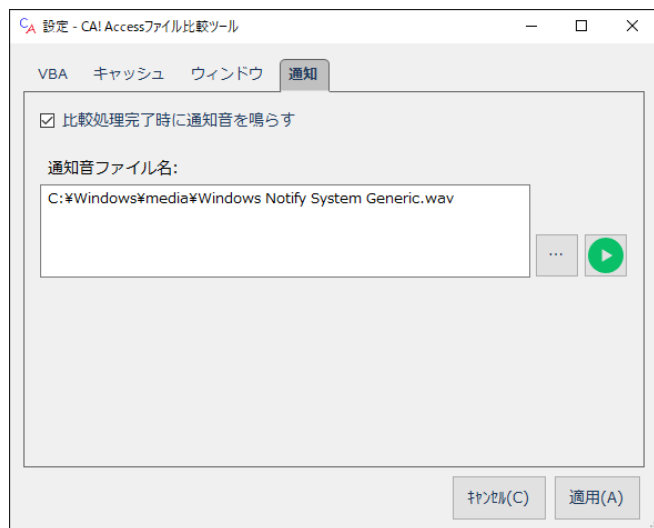 CA 設定 - CA! Accessファイル比較ツール
VBA キャッシュ ウィンドウ 通知
比較処理完了時に通知音を鳴らす
通知音ファイル名:
C:¥Windows¥media¥Windows Notify System Generic.wav
...
ｷｬﾝｾﾙ(C) 適用(A)